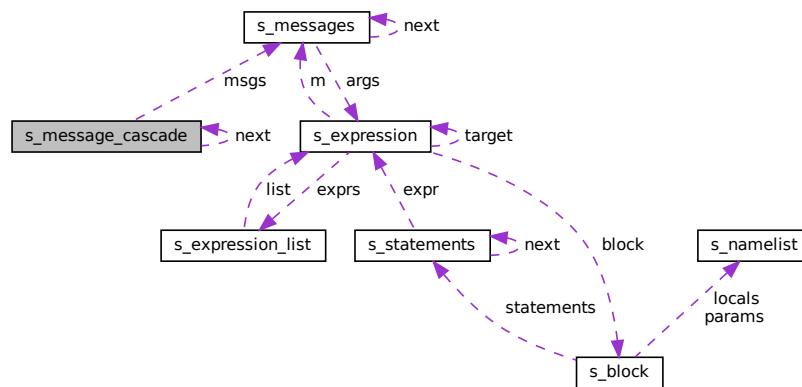 s_messages
next
msgs
m
args
s_message_cascade
next
s_expression
target
list
exprs
expr
block
s_expression_list
s_statements
next
s_namelist
statements
locals
params
s_block